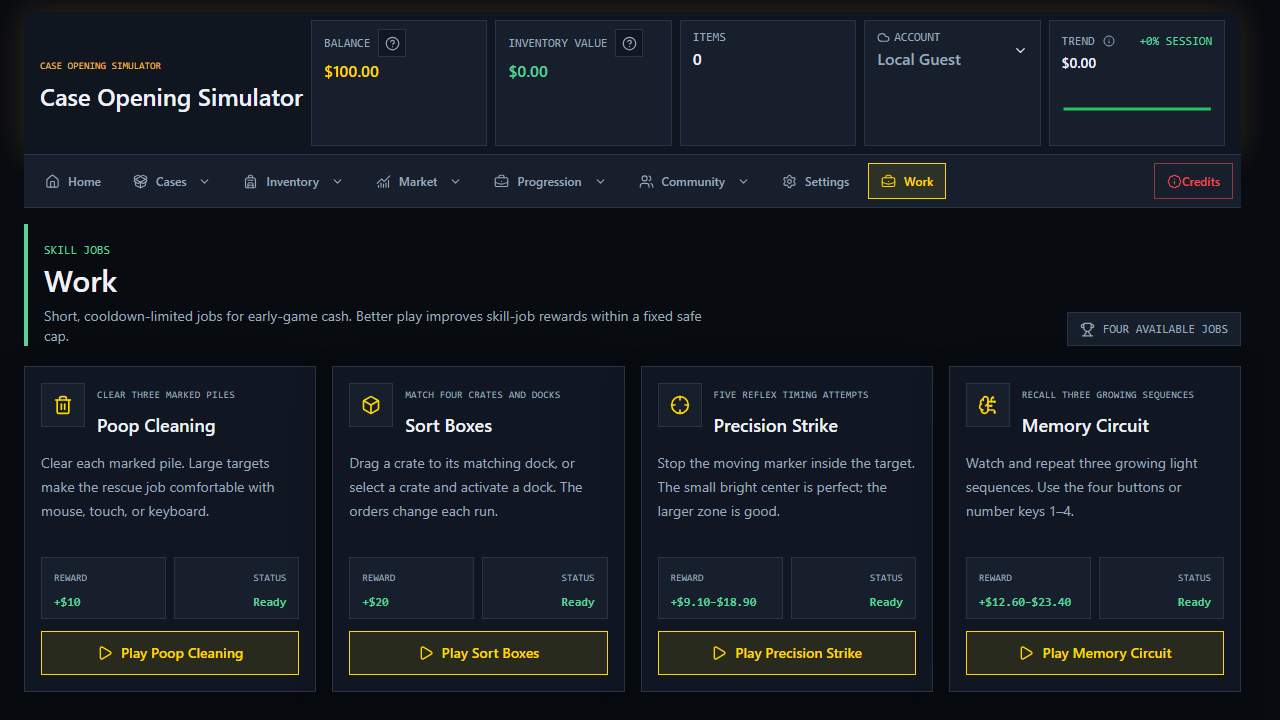 CASE OPENING SIMULATOR
Case Opening Simulator
BALANCE
$100.00
INVENTORY VALUE
$0.00
ITEMS
0
ACCOUNT
Local Guest
TREND
+0% SESSION
$0.00
Home
Cases
Inventory
Market
Progression
Community
Settings
Work
Credits
SKILL JOBS
Work
Short, cooldown-limited jobs for early-game cash. Better play improves skill-job rewards within a fixed safe
cap.
FOUR AVAILABLE JOBS
CLEAR THREE MARKED PILES
Poop Cleaning
Clear each marked pile. Large targets
make the rescue job comfortable with
mouse, touch, or keyboard.
REWARD
+$10
STATUS
Ready
Play Poop Cleaning
MATCH FOUR CRATES AND DOCKS
Sort Boxes
Drag a crate to its matching dock, or
select a crate and activate a dock. The
orders change each run.
REWARD
+$20
STATUS
Ready
Play Sort Boxes
FIVE REFLEX TIMING ATTEMPTS
Precision Strike
Stop the moving marker inside the target.
The small bright center is perfect; the
larger zone is good.
REWARD
+$9.10–$18.90
STATUS
Ready
Play Precision Strike
RECALL THREE GROWING SEQUENCES
Memory Circuit
Watch and repeat three growing light
sequences. Use the four buttons or
number keys 1–4.
REWARD
+$12.60–$23.40
STATUS
Ready
Play Memory Circuit